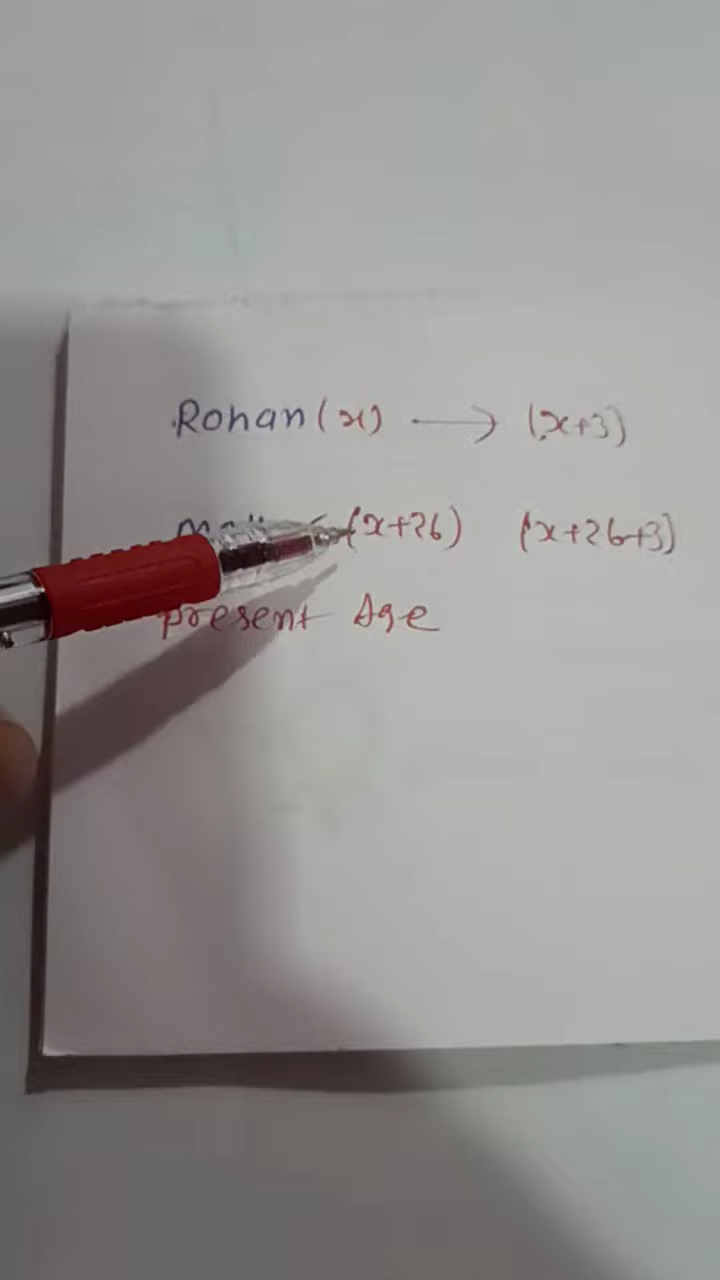 Rohan (x) → (x+3)
(x+26) (x+26+3)
present Age